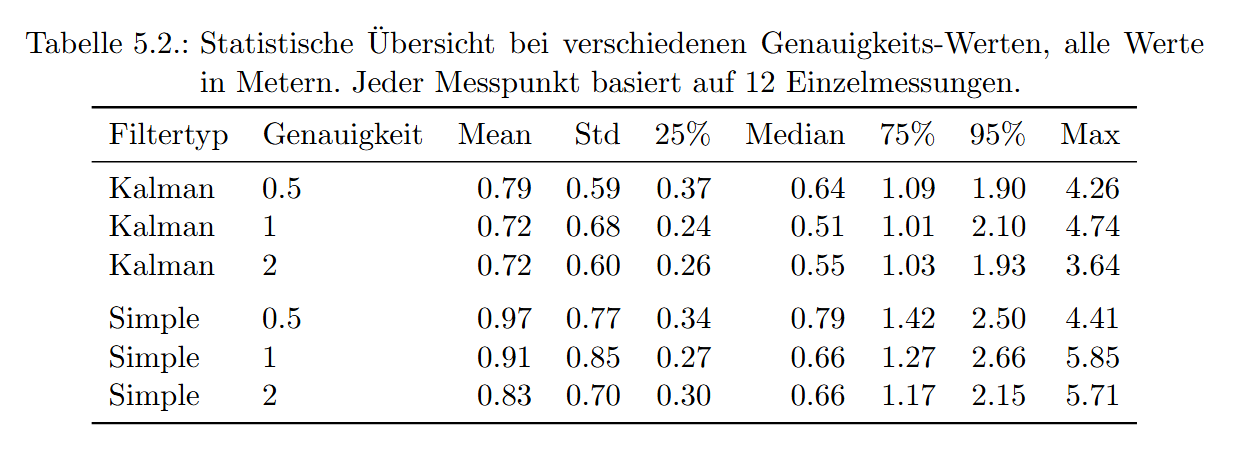 Tabelle 5.2.: Statistische Übersicht bei verschiedenen Genauigkeits-Werten, alle Werte
in Metern. Jeder Messpunkt basiert auf 12 Einzelmessungen.
Filtertyp Genauigkeit Mean Std 25% Median 75% 95% Max
Kalman 0.5 0.79 0.59 0.37 0.64 1.09 1.90 4.26
Kalman 1 0.72 0.68 0.24 0.51 1.01 2.10 4.74
Kalman 2 0.72 0.60 0.26 0.55 1.03 1.93 3.64
Simple 0.5 0.97 0.77 0.34 0.79 1.42 2.50 4.41
Simple 1 0.91 0.85 0.27 0.66 1.27 2.66 5.85
Simple 2 0.83 0.70 0.30 0.66 1.17 2.15 5.71